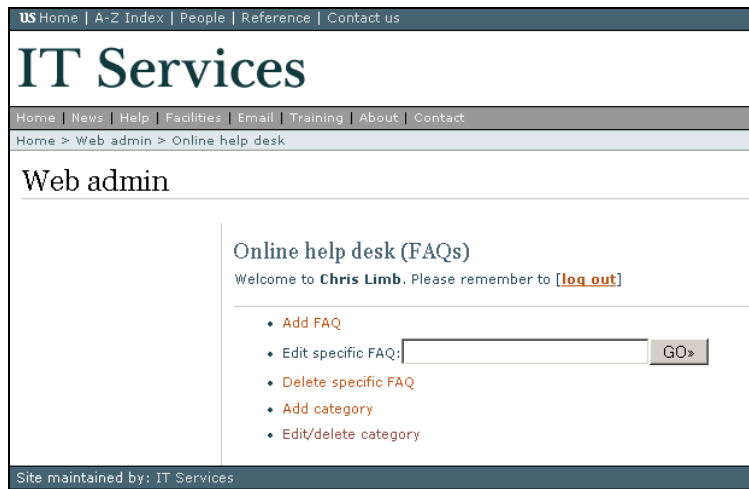 US Home | A-Z Index | People | Reference | Contact us
IT Services
Home | News | Help | Facilities | Email | Training | About | Contact
Home > Web admin > Online help desk
Web admin
Online help desk (FAQs)
Welcome to Chris Limb. Please remember to [log out]
• Add FAQ
• Edit specific FAQ: GO»
• Delete specific FAQ
• Add category
• Edit/delete category
Site maintained by: IT Services